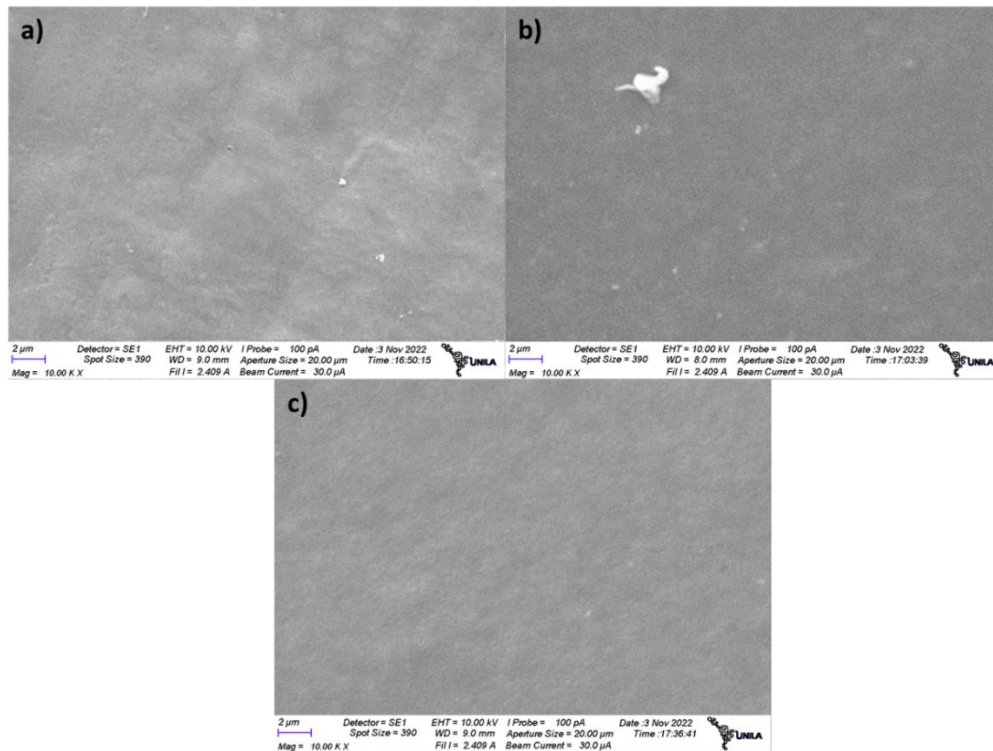 a)
2 µm Detector = SE1 EHT = 10.00 kV I Probe = 100 pA Date :3 Nov 2022
Spot Size = 390 WD = 9.0 mm Aperture Size = 20.00 µm Time :16:50:15
Mag = 10.00 K X Fil I = 2.409 A Beam Current = 30.0 µA
UNILA
b)
2 µm Detector = SE1 EHT = 10.00 kV I Probe = 100 pA Date :3 Nov 2022
Spot Size = 390 WD = 8.0 mm Aperture Size = 20.00 µm Time :17:03:39
Mag = 10.00 K X Fil I = 2.409 A Beam Current = 30.0 µA
UNILA
c)
2 µm Detector = SE1 EHT = 10.00 kV I Probe = 100 pA Date :3 Nov 2022
Spot Size = 390 WD = 9.0 mm Aperture Size = 20.00 µm Time :17:36:41
Mag = 10.00 K X Fil I = 2.409 A Beam Current = 30.0 µA
UNILA